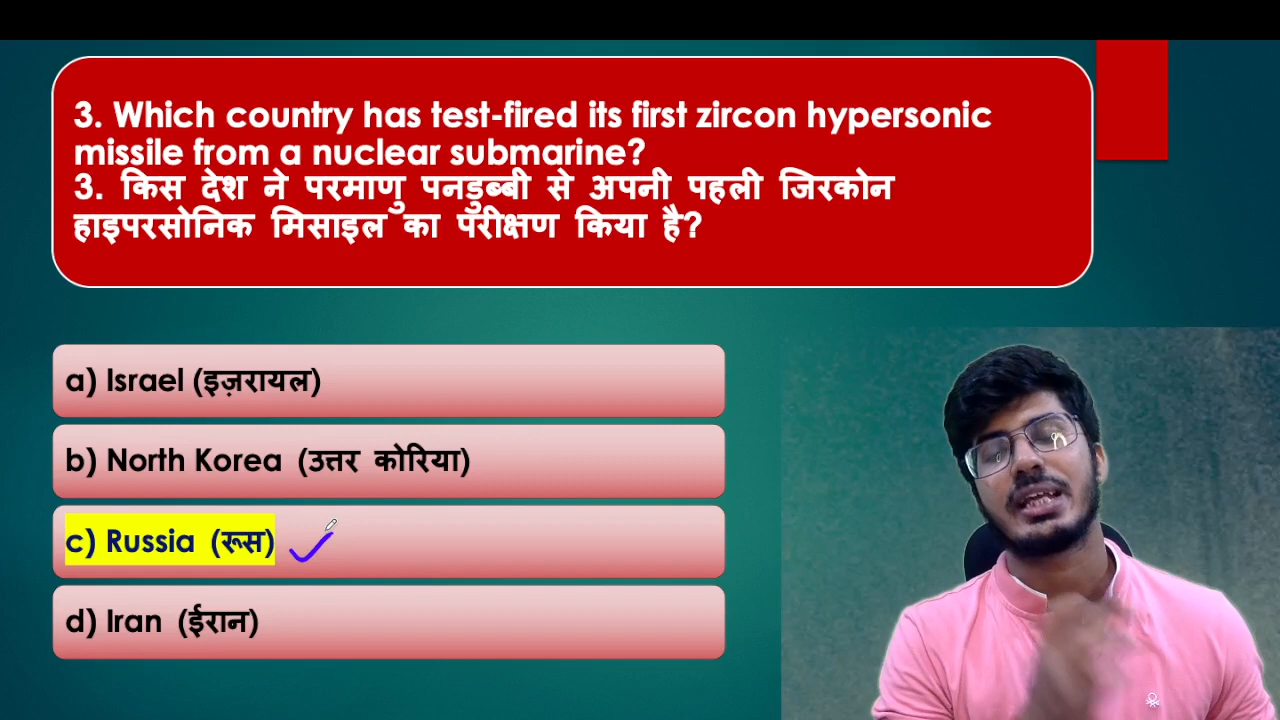 3. Which country has test-fired its first zircon hypersonic
missile from a nuclear submarine?
3. किस देश ने परमाणु पनडुब्बी से अपनी पहली जिरकोन
हाइपरसोनिक मिसाइल का परीक्षण किया है?
a) Israel (इज़रायल)
b) North Korea (उत्तर कोरिया)
c) Russia (रूस)
d) Iran (ईरान)